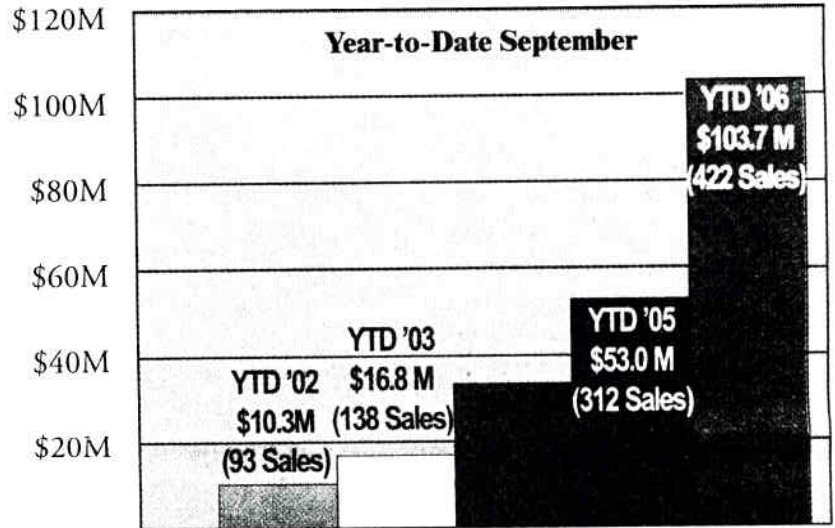 $120M
Year-to-Date September
$100M
$80M
$60M
$40M
$20M
YTD '02
$10.3M
(93 Sales)
YTD '03
$16.8 M
(138 Sales)
YTD '05
$53.0 M
(312 Sales)
YTD '06
$103.7 M
(422 Sales)